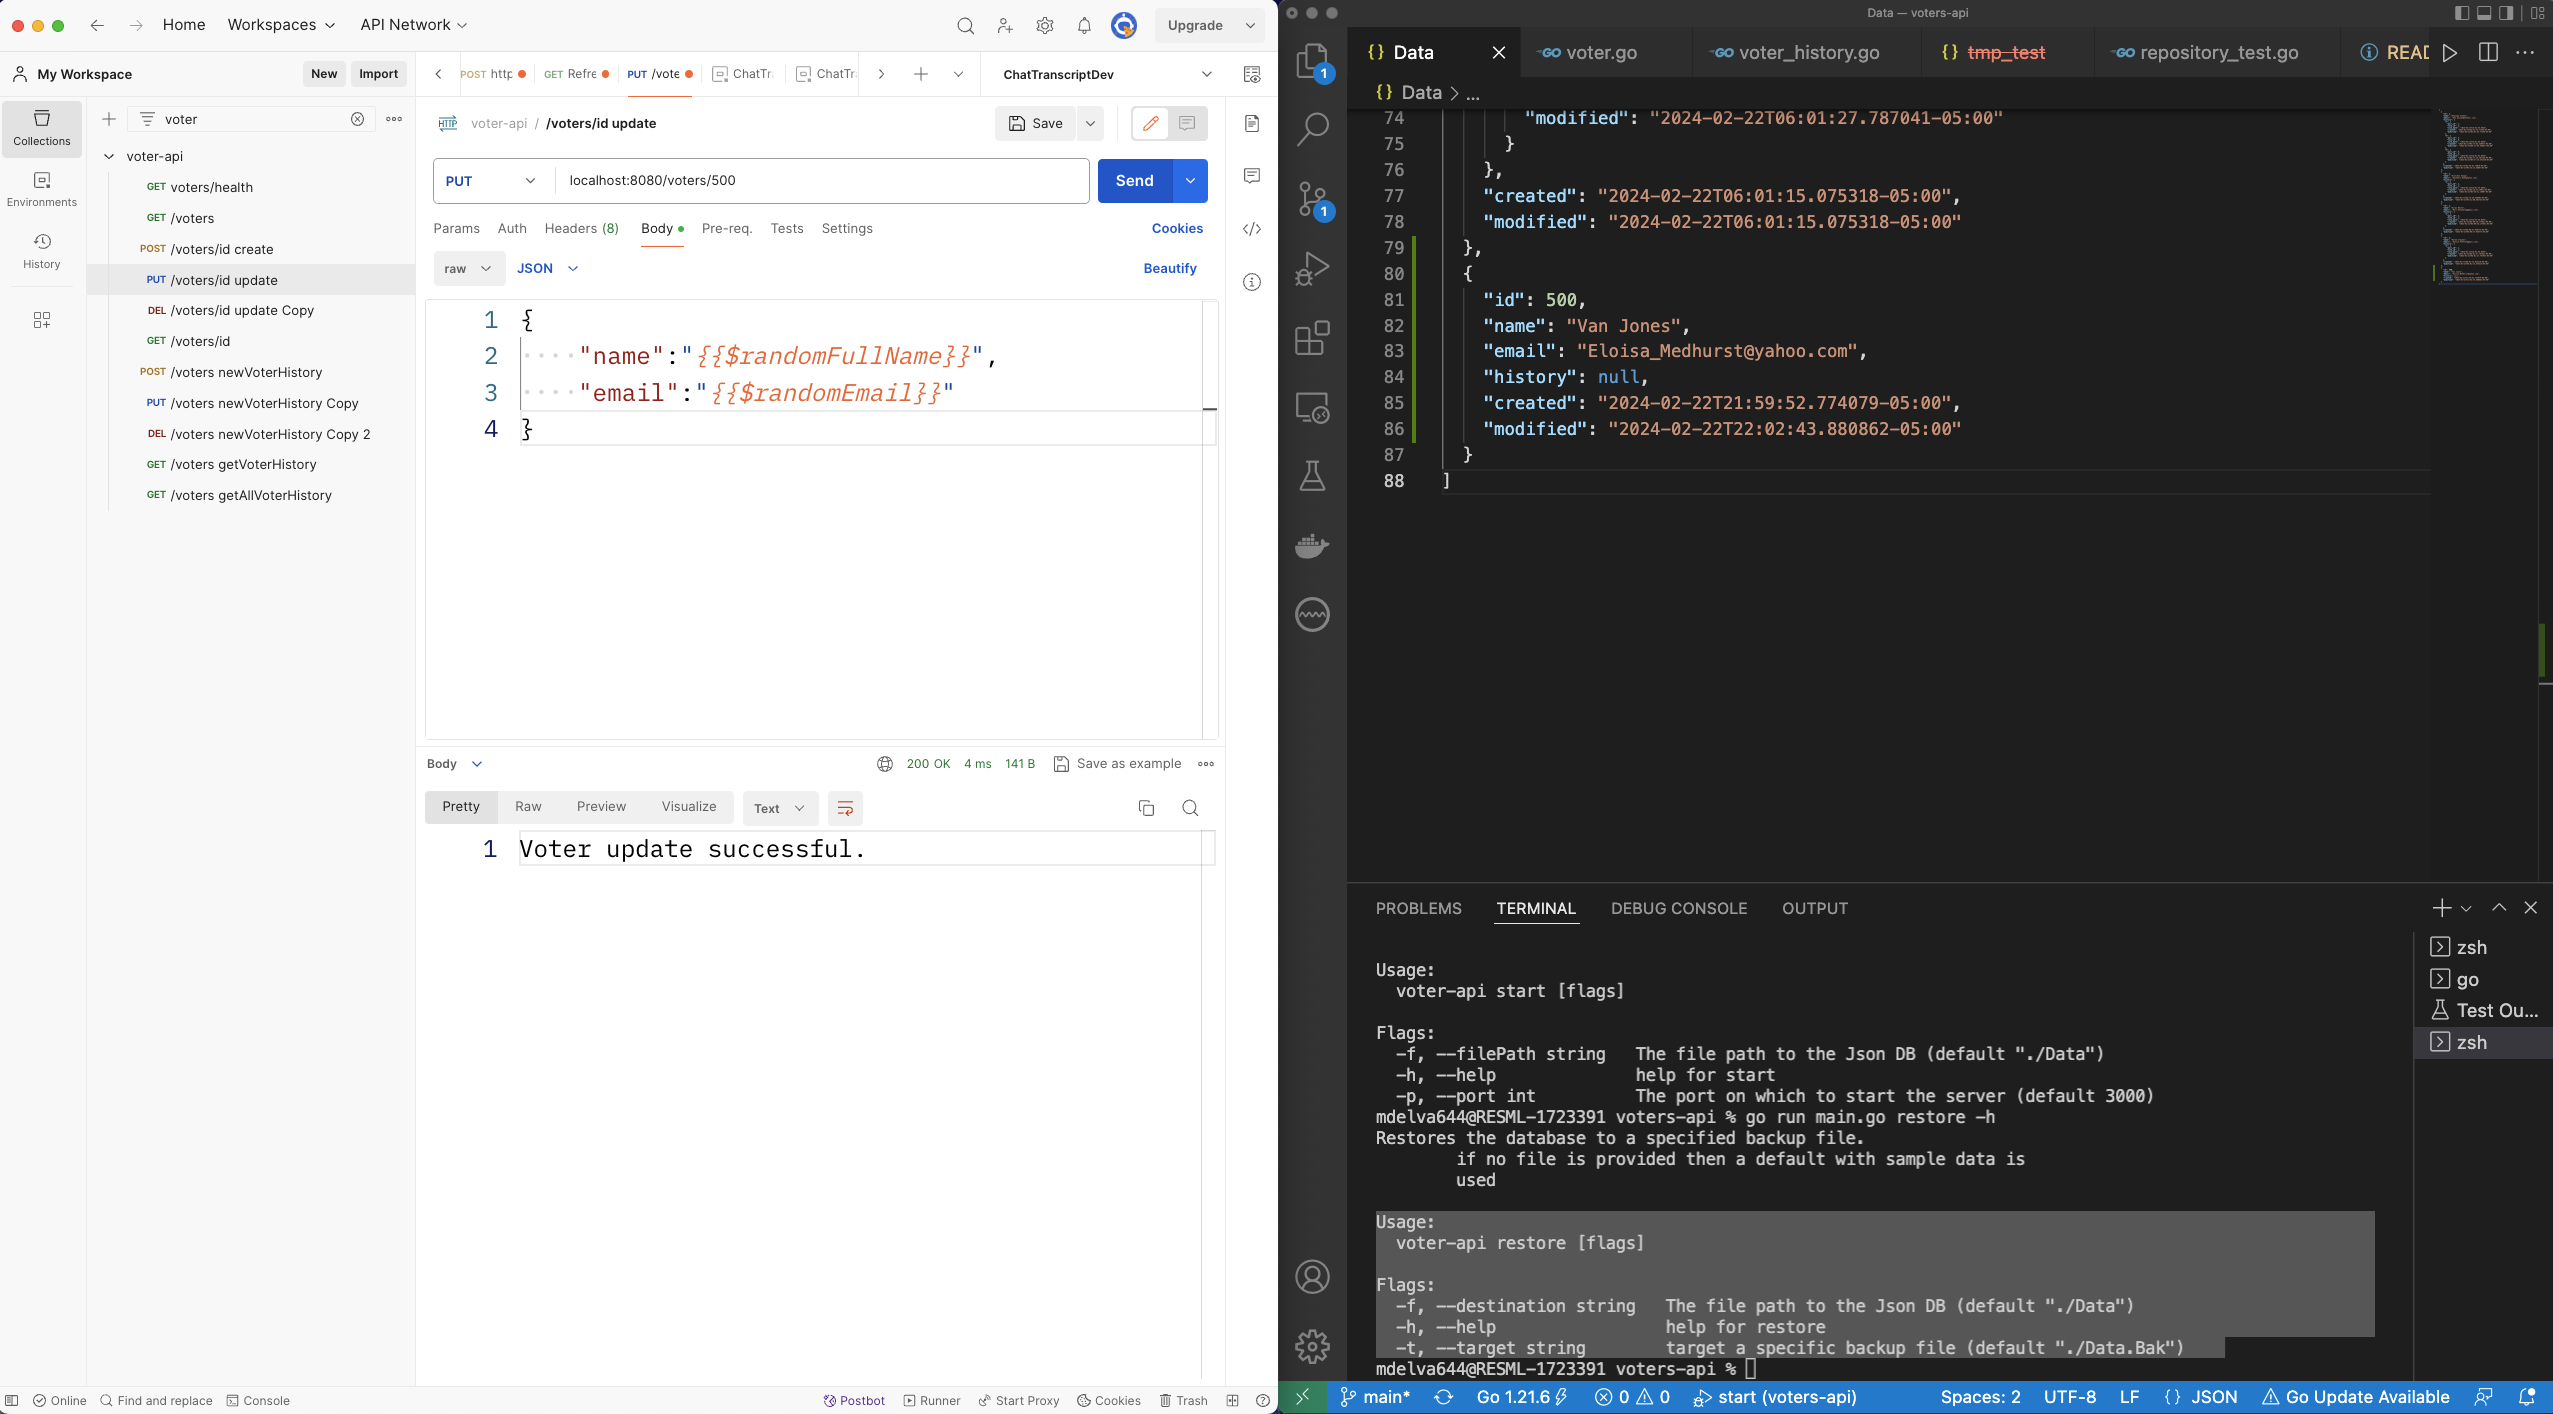 Home Workspaces API Network Upgrade
My Workspace New Import
POST http GET Refre PUT /vote ChatTr ChatTr ChatTranscriptDev
Collections
Environments
History
voter
voter-api
GET voters/health
GET /voters
POST /voters/id create
PUT /voters/id update
DEL /voters/id update Copy
GET /voters/id
POST /voters newVoterHistory
PUT /voters newVoterHistory Copy
DEL /voters newVoterHistory Copy 2
GET /voters getVoterHistory
GET /voters getAllVoterHistory
HTTP voter-api / /voters/id update Save
PUT localhost:8080/voters/500 Send
Params Auth Headers (8) Body Pre-req. Tests Settings Cookies
raw JSON Beautify
1 {
2 "name":"{{$randomFullName}}",
3 "email":"{{$randomEmail}}"
4 }
Body 200 OK 4 ms 141 B Save as example
Pretty Raw Preview Visualize Text
1 Voter update successful.
Online Find and replace Console Postbot Runner Start Proxy Cookies Trash
Data — voters-api
{} Data voter.go voter_history.go {} tmp_test repository_test.go READ
{} Data > ...
1
1
74 "modified": "2024-02-22T06:01:27.787041-05:00"
75 }
76 },
77 "created": "2024-02-22T06:01:15.075318-05:00",
78 "modified": "2024-02-22T06:01:15.075318-05:00"
79 },
80 {
81 "id": 500,
82 "name": "Van Jones",
83 "email": "Eloisa_Medhurst@yahoo.com",
84 "history": null,
85 "created": "2024-02-22T21:59:52.774079-05:00",
86 "modified": "2024-02-22T22:02:43.880862-05:00"
87 }
88 ]
PROBLEMS TERMINAL DEBUG CONSOLE OUTPUT
zsh
go
Test Ou...
zsh
Usage:
voter-api start [flags]
Flags:
-f, --filePath string The file path to the Json DB (default "./Data")
-h, --help help for start
-p, --port int The port on which to start the server (default 3000)
mdelva644@RESML-1723391 voters-api % go run main.go restore -h
Restores the database to a specified backup file.
if no file is provided then a default with sample data is
used
Usage:
voter-api restore [flags]
Flags:
-f, --destination string The file path to the Json DB (default "./Data")
-h, --help help for restore
-t, --target string target a specific backup file (default "./Data.Bak")
mdelva644@RESML-1723391 voters-api %
main* Go 1.21.6 0 0 start (voters-api) Spaces: 2 UTF-8 LF {} JSON Go Update Available